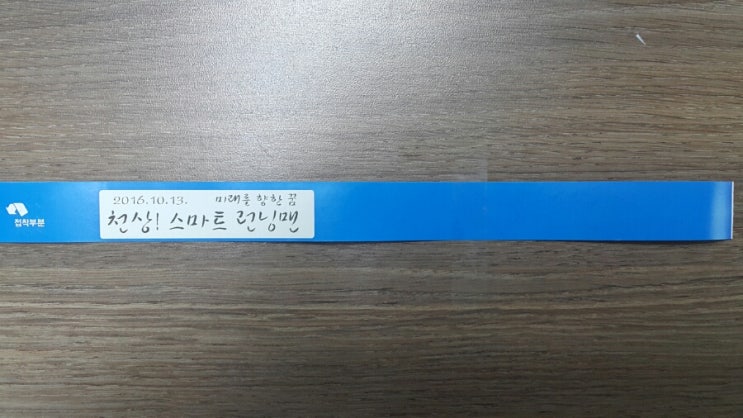 접착부분
2016.10.13. 미래를 향한 꿈
천상! 스마트 런닝맨